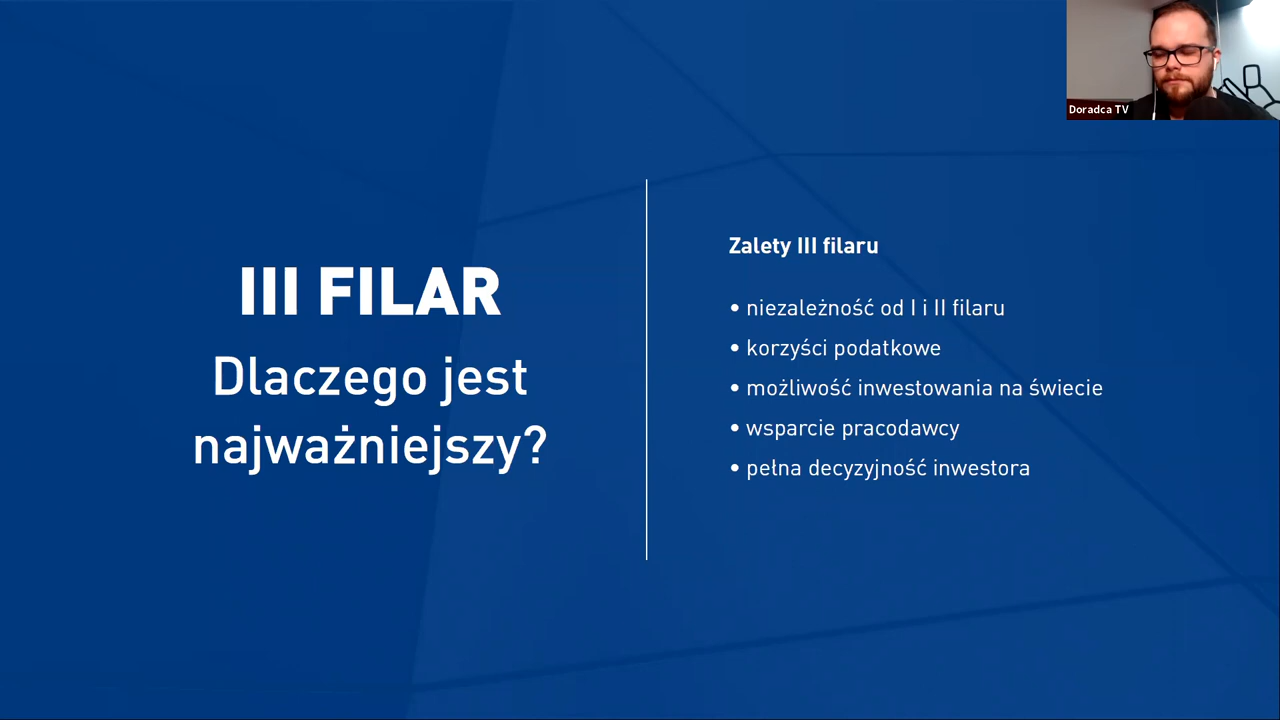 Doradca TV
III FILAR
Dlaczego jest
najważniejszy?
Zalety III filaru
• niezależność od I i II filaru
• korzyści podatkowe
• możliwość inwestowania na świecie
• wsparcie pracodawcy
• pełna decyzyjność inwestora